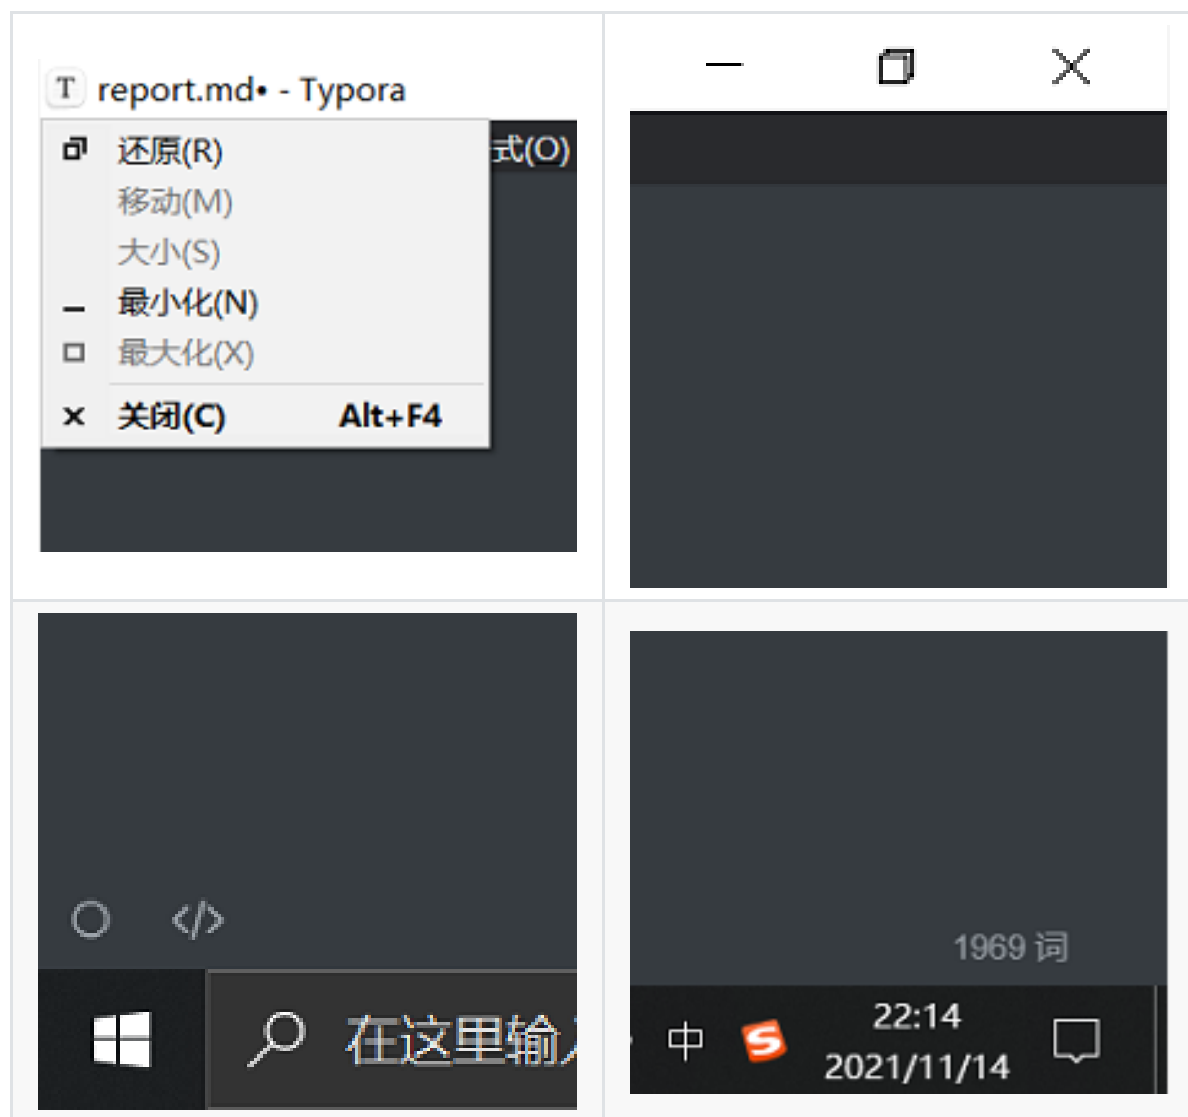 T report.md• - Typora
还原(R)
式(O)
移动(M)
大小(S)
最小化(N)
最大化(X)
关闭(C) Alt+F4
</>
在这里输
1969 词
中
S
22:14
2021/11/14